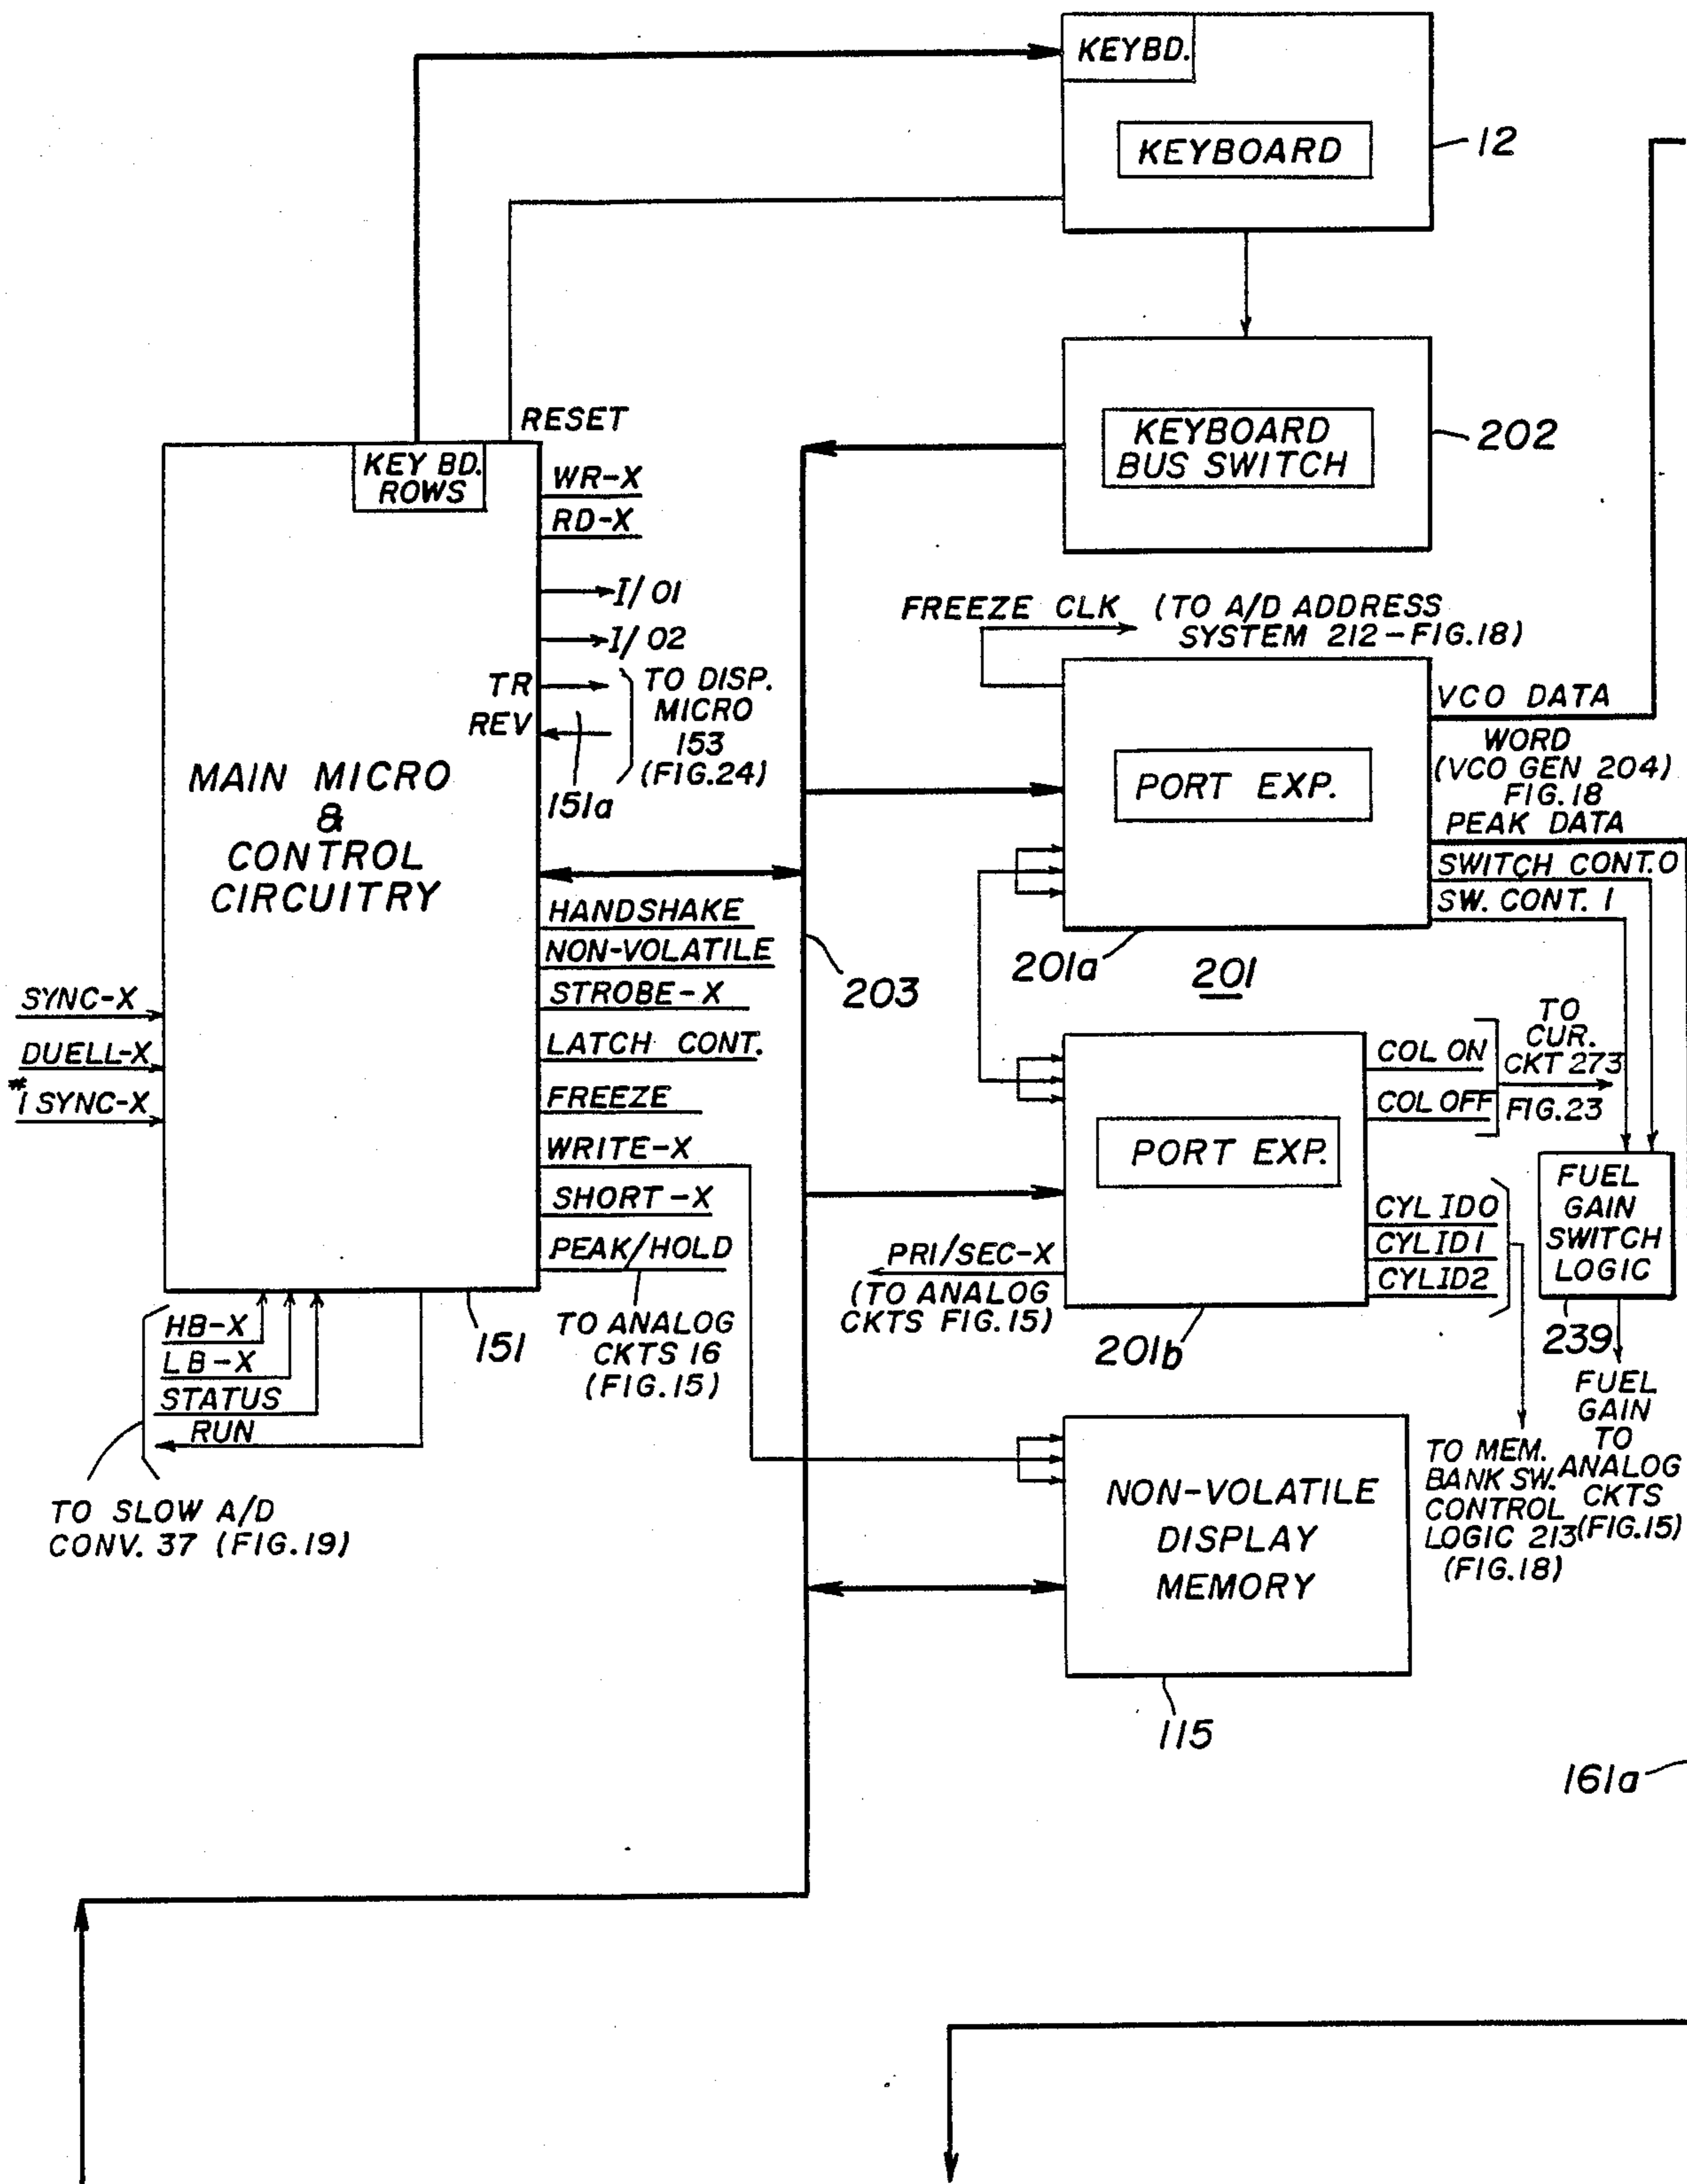 KEYBD.
KEYBOARD
12
KEYBOARD
BUS SWITCH
202
RESET
KEY BD.
ROWS
WR-X
RD-X
I/O1
I/O2
TR
REV
TO DISP.
MICRO
153
(FIG.24)
151a
MAIN MICRO
&
CONTROL
CIRCUITRY
HANDSHAKE
NON-VOLATILE
STROBE-X
LATCH CONT.
FREEZE
WRITE-X
SHORT-X
PEAK/HOLD
SYNC-X
DUELL-X
#1 SYNC-X
HB-X
LB-X
STATUS
RUN
TO SLOW A/D
CONV. 37 (FIG.19)
151
TO ANALOG
CKTS 16
(FIG.15)
203
FREEZE CLK (TO A/D ADDRESS
SYSTEM 212-FIG.18)
PORT EXP.
201a
201
VCO DATA
WORD
(VCO GEN 204)
FIG.18
PEAK DATA
SWITCH CONT.0
SW. CONT. 1
PORT EXP.
201b
COL ON
COL OFF
TO
CUR.
CKT 273
FIG.23
CYL ID0
CYLID1
CYLID2
PRI/SEC-X
(TO ANALOG
CKTS FIG.15)
FUEL
GAIN
SWITCH
LOGIC
239
FUEL
GAIN
TO
ANALOG
CKTS
(FIG.15)
TO MEM.
BANK SW.
CONTROL
LOGIC 213
(FIG.18)
NON-VOLATILE
DISPLAY
MEMORY
115
161a